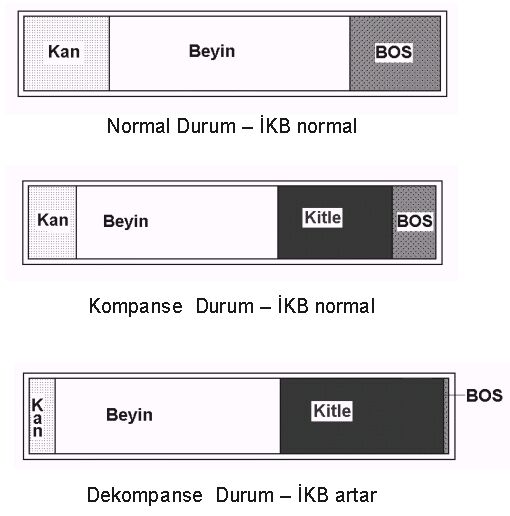 Kan Beyin BOS
Normal Durum – İKB normal
Kan Beyin Kitle BOS
Kompanse Durum – İKB normal
Kan Beyin Kitle BOS
Dekompanse Durum – İKB artar